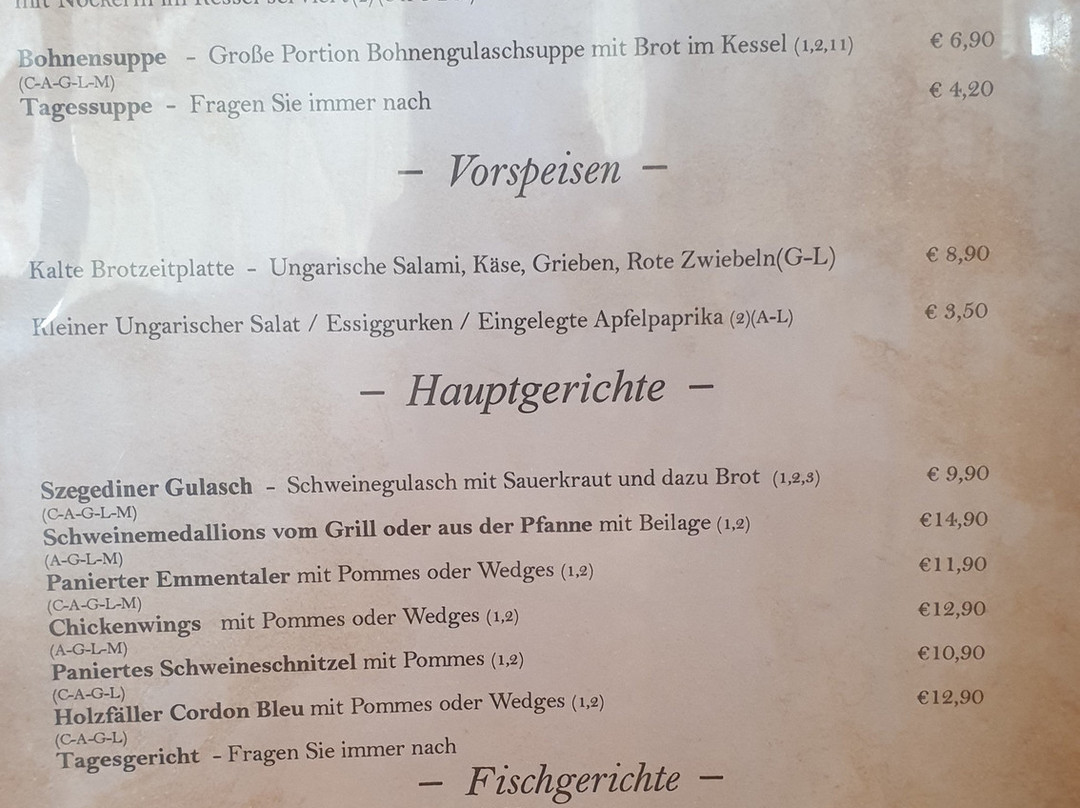 Bohnensuppe - Große Portion Bohnengulaschsuppe mit Brot im Kessel (1,2,11) € 6,90
(C-A-G-L-M)
Tagessuppe - Fragen Sie immer nach € 4,20
– Vorspeisen –
Kalte Brotzeitplatte - Ungarische Salami, Käse, Grieben, Rote Zwiebeln(G-L) € 8,90
Kleiner Ungarischer Salat / Essiggurken / Eingelegte Apfelpaprika (2)(A-L) € 3,50
– Hauptgerichte –
Szegediner Gulasch - Schweinegulasch mit Sauerkraut und dazu Brot (1,2,3) € 9,90
(C-A-G-L-M)
Schweinemedallions vom Grill oder aus der Pfanne mit Beilage (1,2) €14,90
(A-G-L-M)
Panierter Emmentaler mit Pommes oder Wedges (1,2) €11,90
(C-A-G-L-M)
Chickenwings mit Pommes oder Wedges (1,2) €12,90
(A-G-L-M)
Paniertes Schweineschnitzel mit Pommes (1,2) €10,90
(C-A-G-L)
Holzfäller Cordon Bleu mit Pommes oder Wedges (1,2) €12,90
(C-A-G-L)
Tagesgericht - Fragen Sie immer nach
– Fischgerichte –